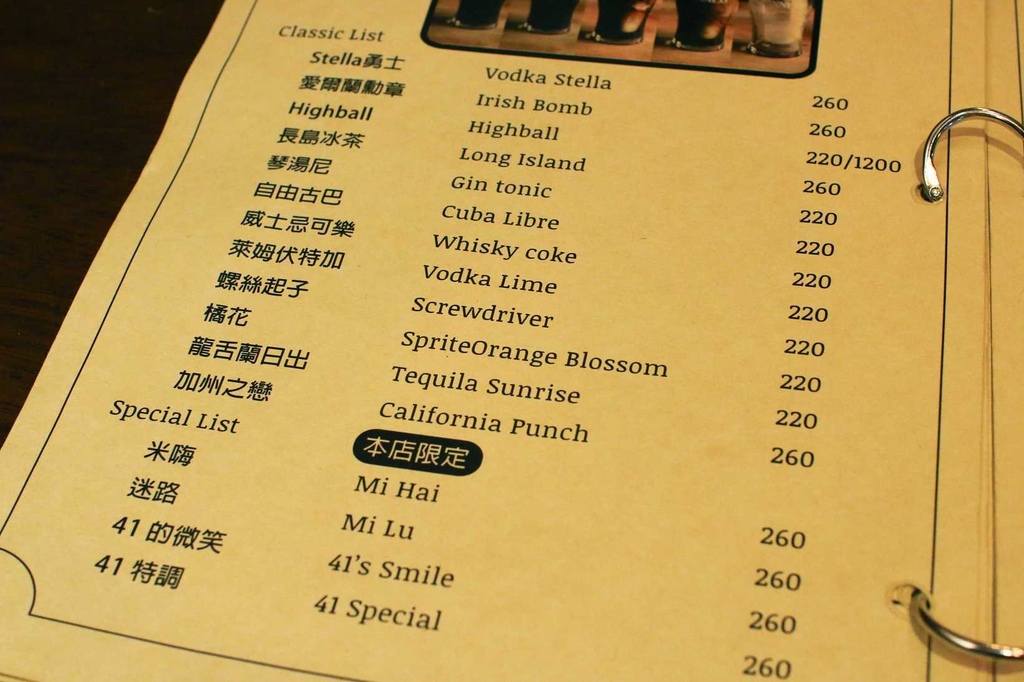 Classic List
Stella勇士 Vodka Stella 260
愛爾蘭勳章 Irish Bomb 260
Highball Highball 220/1200
長島冰茶 Long Island 260
琴湯尼 Gin tonic 220
自由古巴 Cuba Libre 220
威士忌可樂 Whisky coke 220
萊姆伏特加 Vodka Lime 220
螺絲起子 Screwdriver 220
橘花 SpriteOrange Blossom 220
龍舌蘭日出 Tequila Sunrise 220
加州之戀 California Punch 260
Special List 本店限定
米嗨 Mi Hai 260
迷路 Mi Lu 260
41 的微笑 41's Smile 260
41 特調 41 Special 260